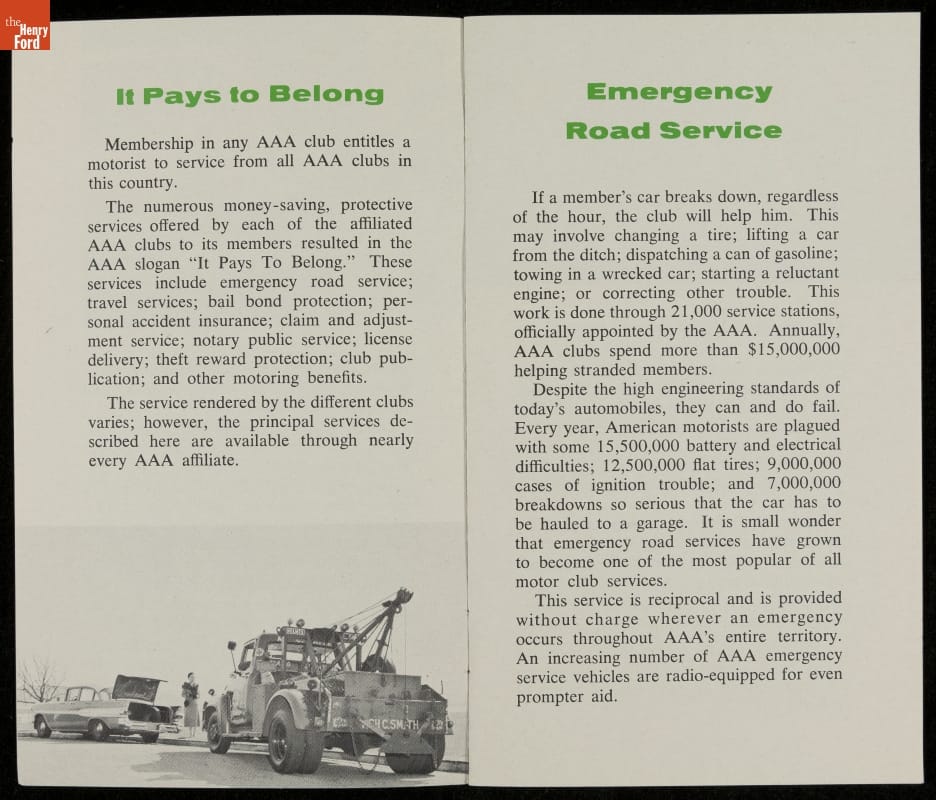 the
Henry
Ford
It Pays to Belong
Membership in any AAA club entitles a
motorist to service from all AAA clubs in
this country.
The numerous money-saving, protective
services offered by each of the affiliated
AAA clubs to its members resulted in the
AAA slogan “It Pays To Belong.” These
services include emergency road service;
travel services; bail bond protection; per-
sonal accident insurance; claim and adjust-
ment service; notary public service; license
delivery; theft reward protection; club pub-
lication; and other motoring benefits.
The service rendered by the different clubs
varies; however, the principal services de-
scribed here are available through nearly
every AAA affiliate.
Emergency
Road Service
If a member’s car breaks down, regardless
of the hour, the club will help him. This
may involve changing a tire; lifting a car
from the ditch; dispatching a can of gasoline;
towing in a wrecked car; starting a reluctant
engine; or correcting other trouble. This
work is done through 21,000 service stations,
officially appointed by the AAA. Annually,
AAA clubs spend more than $15,000,000
helping stranded members.
Despite the high engineering standards of
today’s automobiles, they can and do fail.
Every year, American motorists are plagued
with some 15,500,000 battery and electrical
difficulties; 12,500,000 flat tires; 9,000,000
cases of ignition trouble; and 7,000,000
breakdowns so serious that the car has to
be hauled to a garage. It is small wonder
that emergency road services have grown
to become one of the most popular of all
motor club services.
This service is reciprocal and is provided
without charge wherever an emergency
occurs throughout AAA’s entire territory.
An increasing number of AAA emergency
service vehicles are radio-equipped for even
prompter aid.